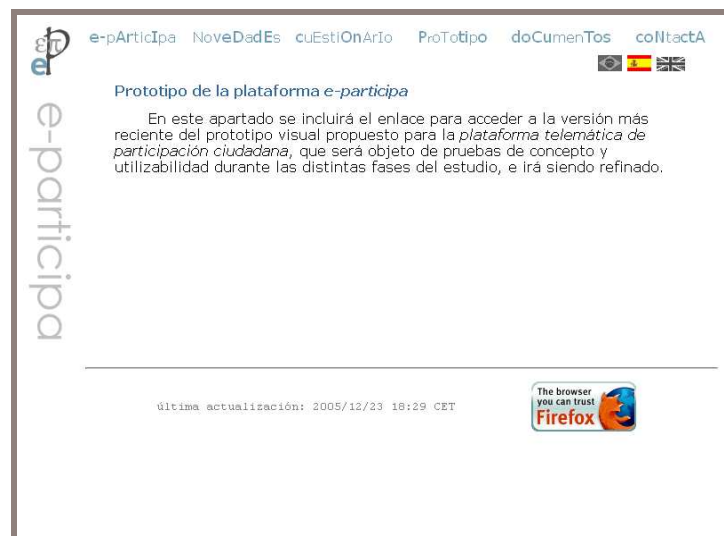 e-pArticIpa NoveDadEs cuEstiOnArIo ProTotipo doCumenTos coNtactA
Prototipo de la plataforma e-participa
En este apartado se incluirá el enlace para acceder a la versión más
reciente del prototipo visual propuesto para la plataforma telemática de
participación ciudadana, que será objeto de pruebas de concepto y
utilizabilidad durante las distintas fases del estudio, e irá siendo refinado.
e-participa
última actualización: 2005/12/23 18:29 CET
The browser
you can trust
Firefox